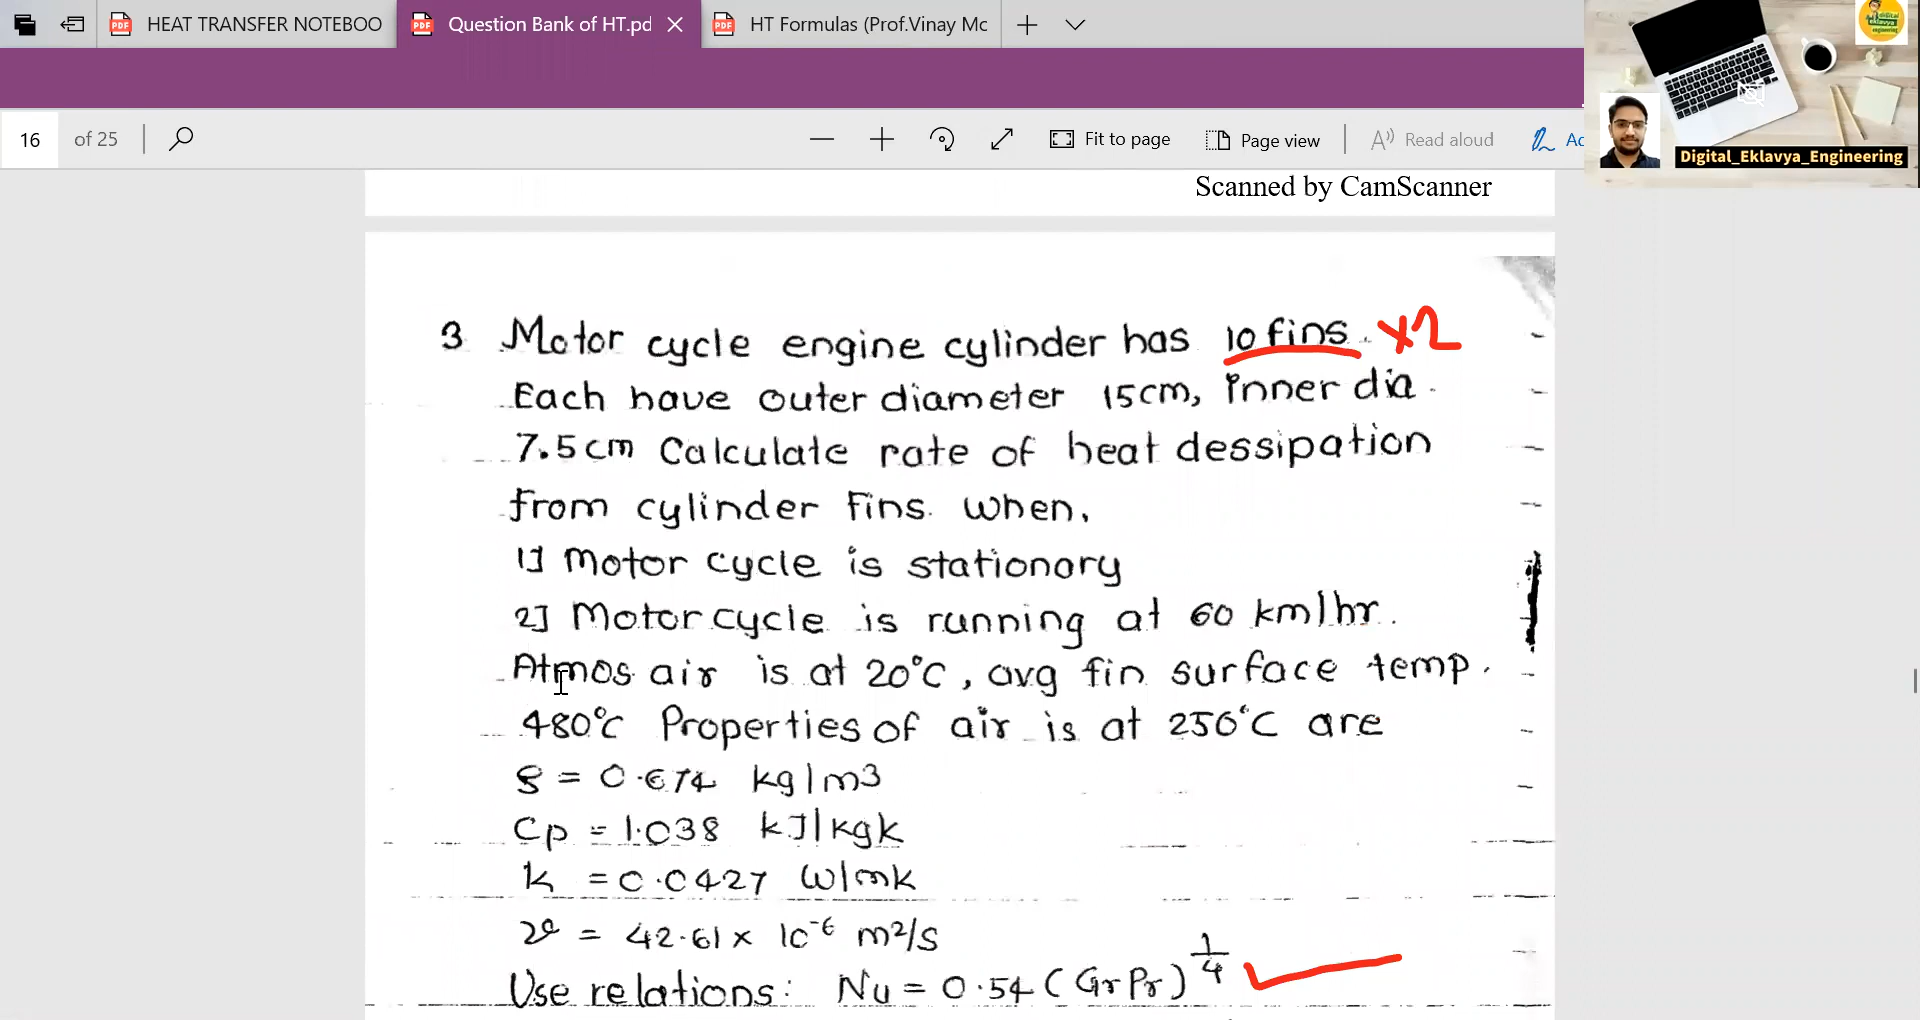 HEAT TRANSFER NOTEBOO
Question Bank of HT.pd
HT Formulas (Prof.Vinay Mc
digital eklavya engineering
16 of 25
Fit to page
Page view
Read aloud
Ac
Digital_Eklavya_Engineering
Scanned by CamScanner
3 Motor cycle engine cylinder has 10 fins. x2
Each have outer diameter 15cm, inner dia.
7.5cm Calculate rate of heat dessipation
from cylinder Fins. when,
1] Motor cycle is stationary
2] Motorcycle is running at 60 km/hr.
Atmos air is at 20°C, avg fin surface temp.
480°C Properties of air is at 250°C are
ρ = 0.674 kg/m3
Cp = 1.038 kJ/kgk
k = 0.0427 W/mk
ν = 42.61 x 10⁻⁶ m²/s
Use relations: Nu = 0.54 (Gr Pr)^1/4